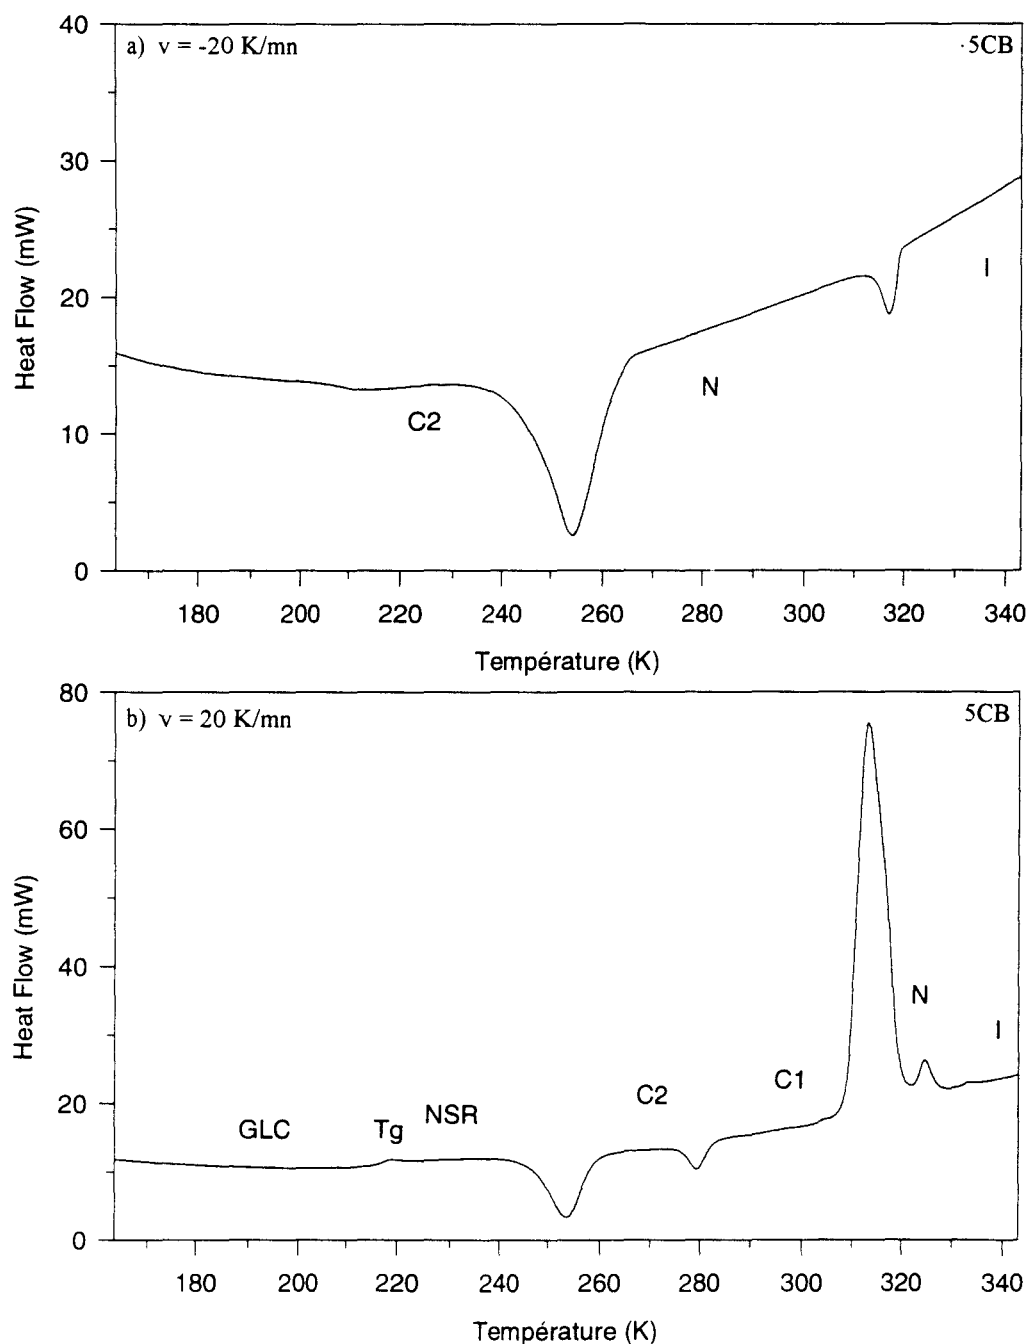 40
a) v = -20 K/mn
·5CB
30
I
20
N
C2
10
0
Heat Flow (mW)
180 200 220 240 260 280 300 320 340
Température (K)
80
b) v = 20 K/mn
5CB
60
40
N
I
C1
C2
20
GLC Tg NSR
0
Heat Flow (mW)
180 200 220 240 260 280 300 320 340
Température (K)